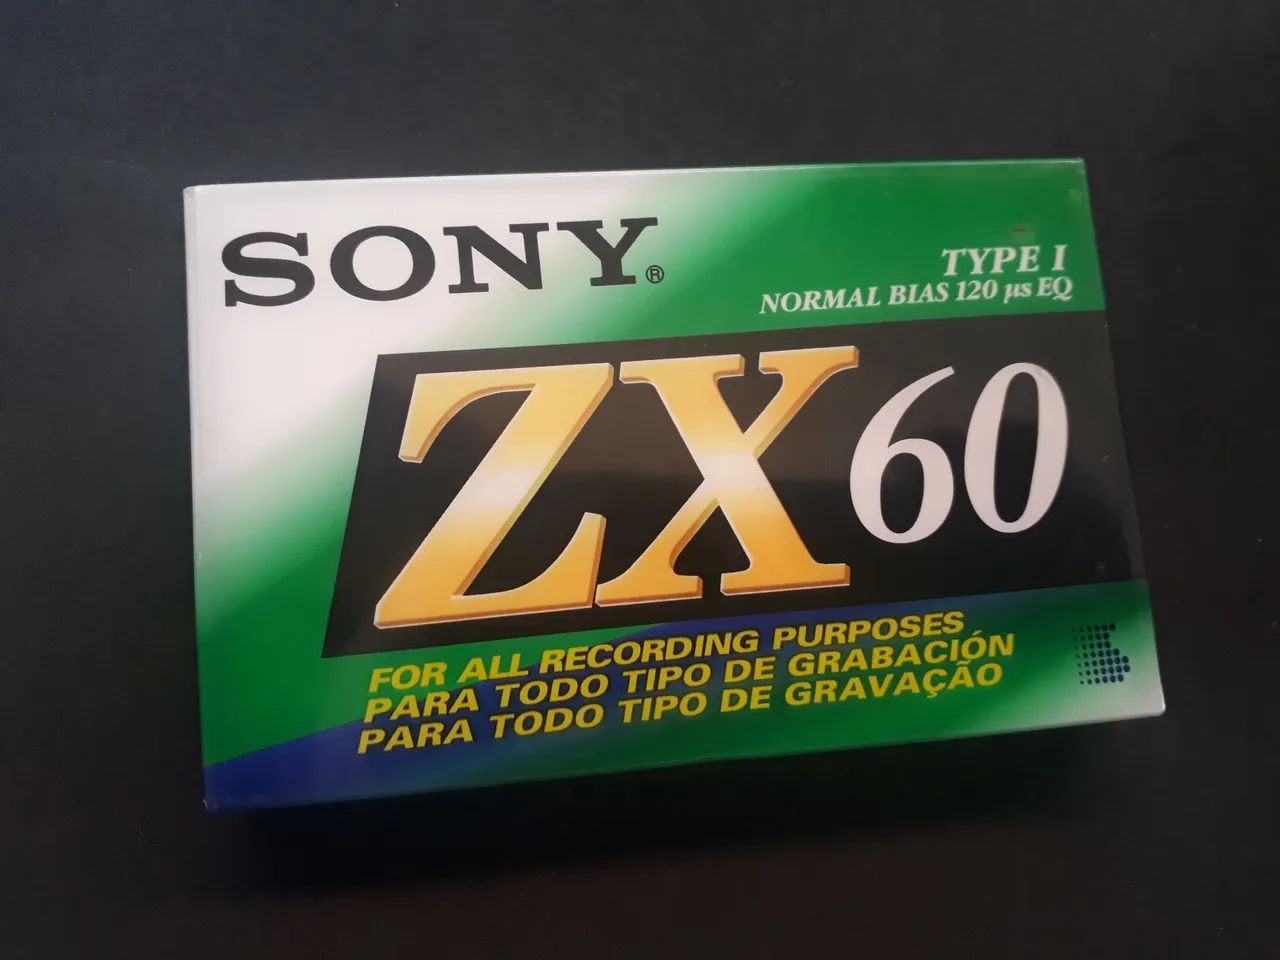 SONY®
TYPE I
NORMAL BIAS 120 µs EQ
ZX 60
FOR ALL RECORDING PURPOSES
PARA TODO TIPO DE GRABACIÓN
PARA TODO TIPO DE GRAVAÇÃO